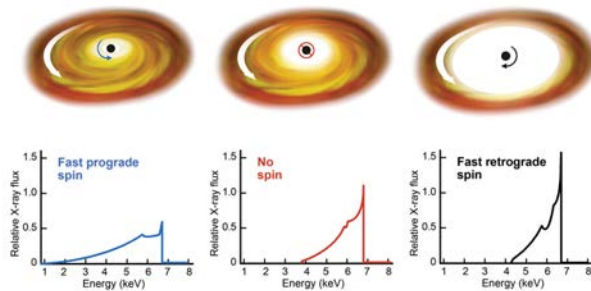 Fast prograde
spin
Relative X-ray flux
1.5
1.0
0.5
0
1 2 3 4 5 6 7 8
Energy (keV)
No
spin
Relative X-ray flux
1.5
1.0
0.5
0
1 2 3 4 5 6 7 8
Energy (keV)
Fast retrograde
spin
Relative X-ray flux
1.5
1.0
0.5
0
1 2 3 4 5 6 7 8
Energy (keV)